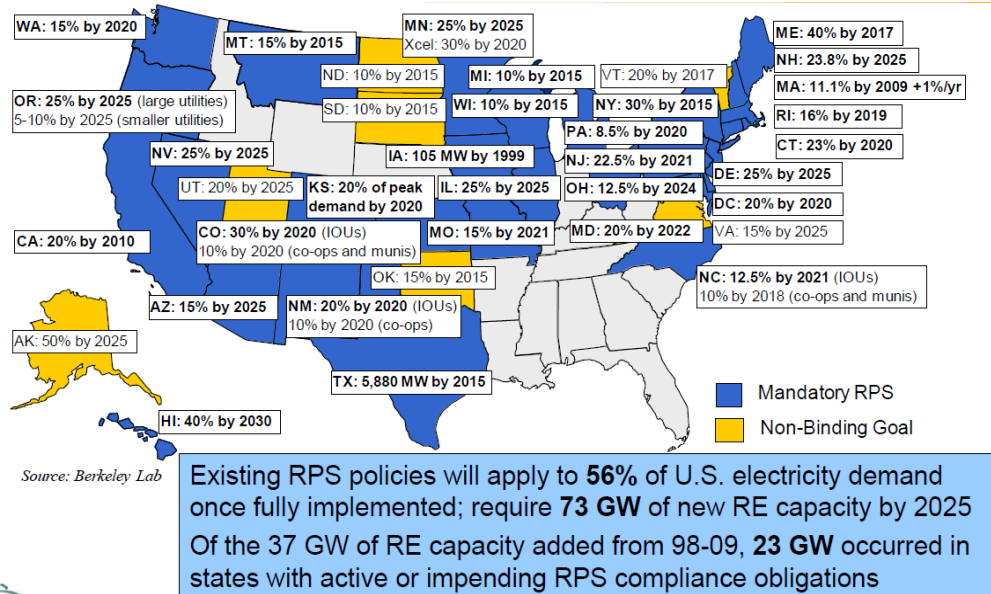 WA: 15% by 2020
MT: 15% by 2015
MN: 25% by 2025
Xcel: 30% by 2020
ME: 40% by 2017
NH: 23.8% by 2025
MA: 11.1% by 2009 +1%/yr
RI: 16% by 2019
CT: 23% by 2020
ND: 10% by 2015
MI: 10% by 2015
VT: 20% by 2017
OR: 25% by 2025 (large utilities)
5-10% by 2025 (smaller utilities)
SD: 10% by 2015
WI: 10% by 2015
NY: 30% by 2015
PA: 8.5% by 2020
NV: 25% by 2025
IA: 105 MW by 1999
NJ: 22.5% by 2021
DE: 25% by 2025
UT: 20% by 2025
KS: 20% of peak
demand by 2020
IL: 25% by 2025
OH: 12.5% by 2024
DC: 20% by 2020
CA: 20% by 2010
CO: 30% by 2020 (IOUs)
10% by 2020 (co-ops and munis)
MO: 15% by 2021
MD: 20% by 2022
VA: 15% by 2025
OK: 15% by 2015
NC: 12.5% by 2021 (IOUs)
10% by 2018 (co-ops and munis)
AZ: 15% by 2025
NM: 20% by 2020 (IOUs)
10% by 2020 (co-ops)
AK: 50% by 2025
TX: 5,880 MW by 2015
HI: 40% by 2030
Mandatory RPS
Non-Binding Goal
Source: Berkeley Lab
Existing RPS policies will apply to 56% of U.S. electricity demand
once fully implemented; require 73 GW of new RE capacity by 2025
Of the 37 GW of RE capacity added from 98-09, 23 GW occurred in
states with active or impending RPS compliance obligations